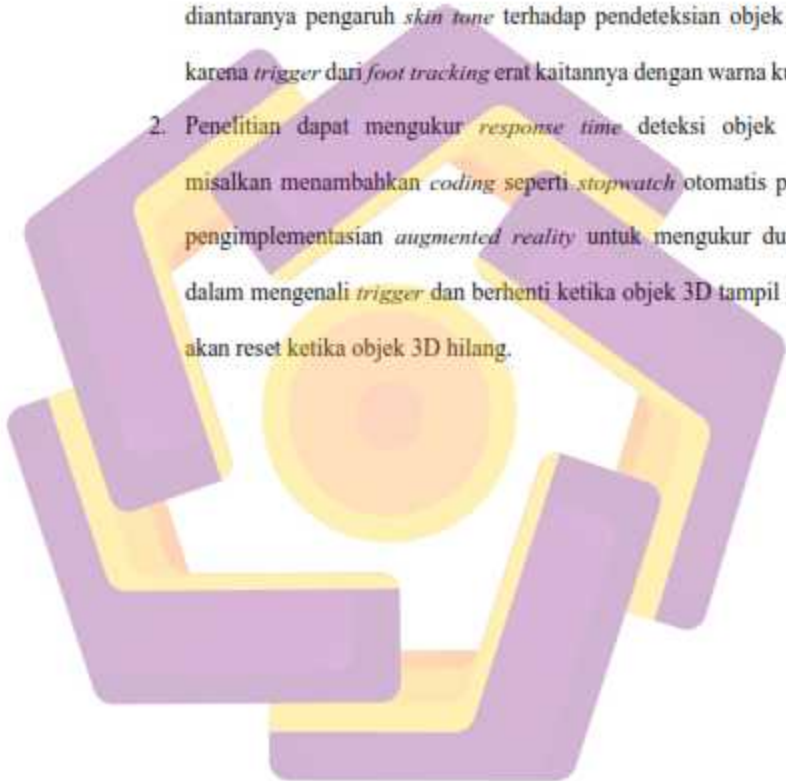 diantaranya pengaruh skin tone terhadap pendeteksian objek
karena trigger dari foot tracking erat kaitannya dengan warna
2. Penelitian dapat mengukur response time deteksi objek
misalkan menambahkan coding seperti stopwatch otomatis
pengimplementasian augmented reality untuk mengukur
dalam mengenali trigger dan berhenti ketika objek 3D tampil
akan reset ketika objek 3D hilang.